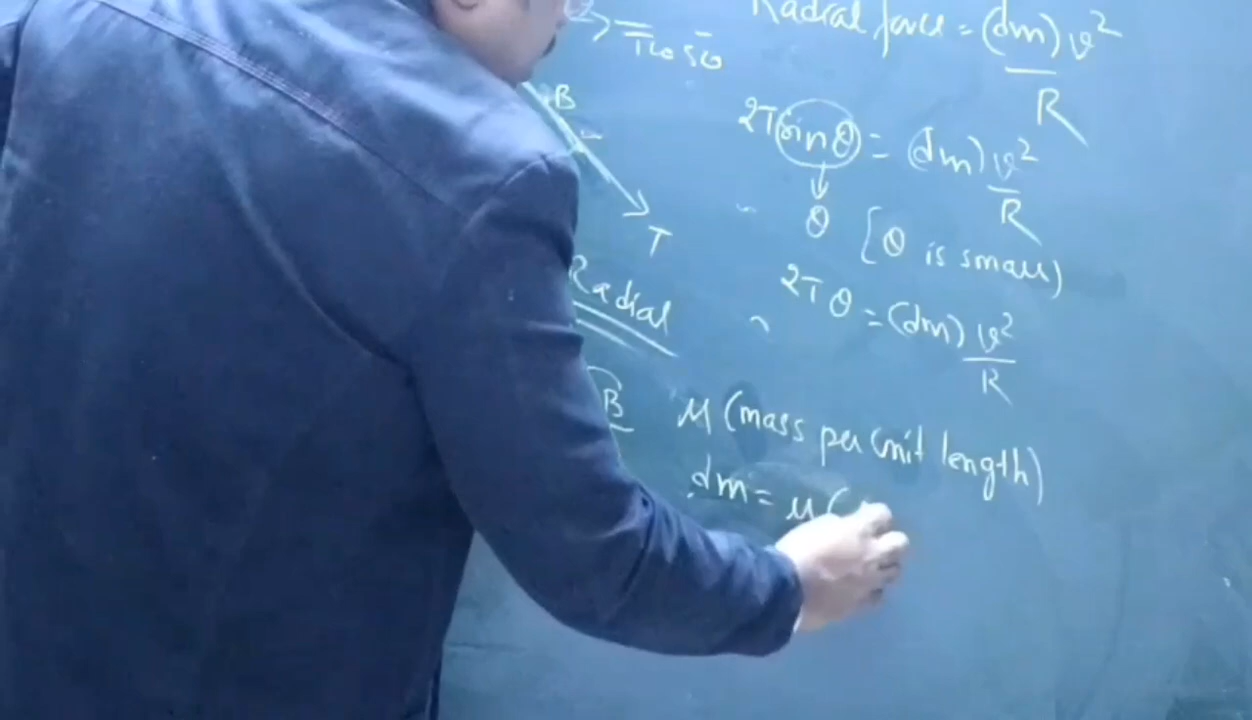 Tcosθ
B
T
Radial
B
Radial force = (dm)v²/R
2T sinθ = (dm)v²/R
θ [θ is small)
2Tθ = (dm)v²/R
μ (mass per unit length)
dm = μ(